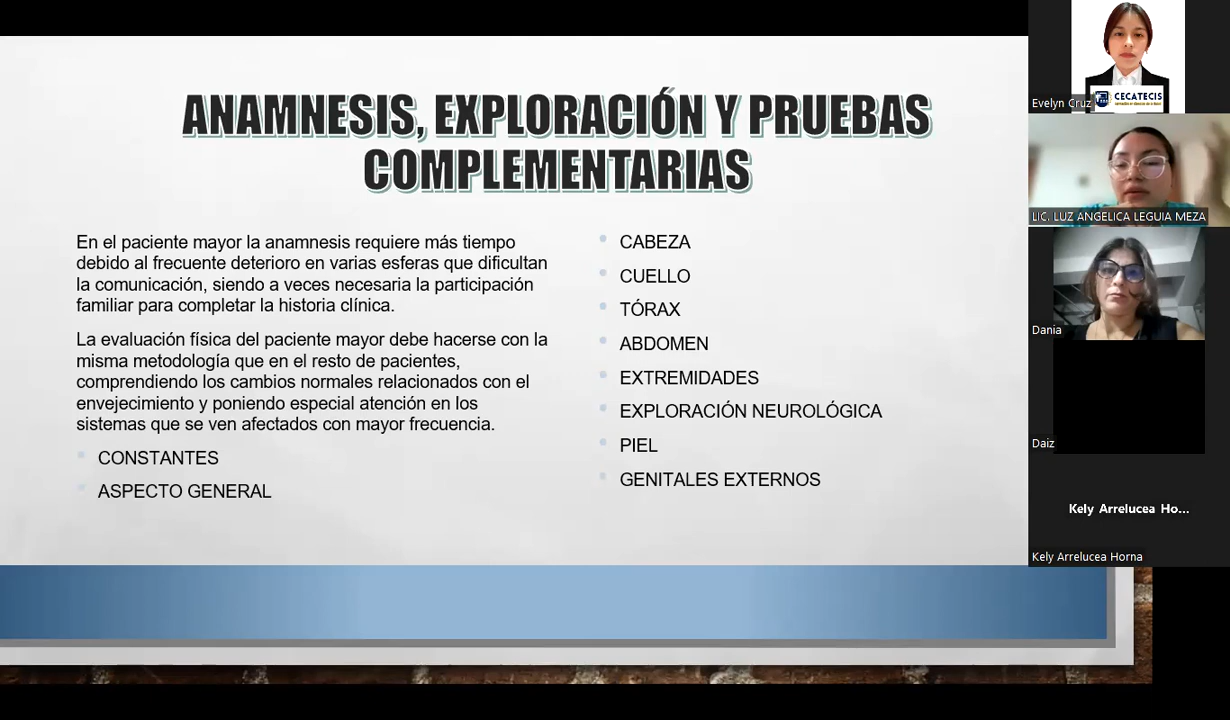 ANAMNESIS, EXPLORACIÓN Y PRUEBAS
COMPLEMENTARIAS
En el paciente mayor la anamnesis requiere más tiempo
debido al frecuente deterioro en varias esferas que dificultan
la comunicación, siendo a veces necesaria la participación
familiar para completar la historia clínica.
La evaluación física del paciente mayor debe hacerse con la
misma metodología que en el resto de pacientes,
comprendiendo los cambios normales relacionados con el
envejecimiento y poniendo especial atención en los
sistemas que se ven afectados con mayor frecuencia.
CONSTANTES
ASPECTO GENERAL
CABEZA
CUELLO
TÓRAX
ABDOMEN
EXTREMIDADES
EXPLORACIÓN NEUROLÓGICA
PIEL
GENITALES EXTERNOS
CECATECIS
Evelyn Cruz
LIC. LUZ ANGELICA LEGUIA MEZA
Dania
Daiz
Kely Arrelucea Ho...
Kely Arrelucea Horna